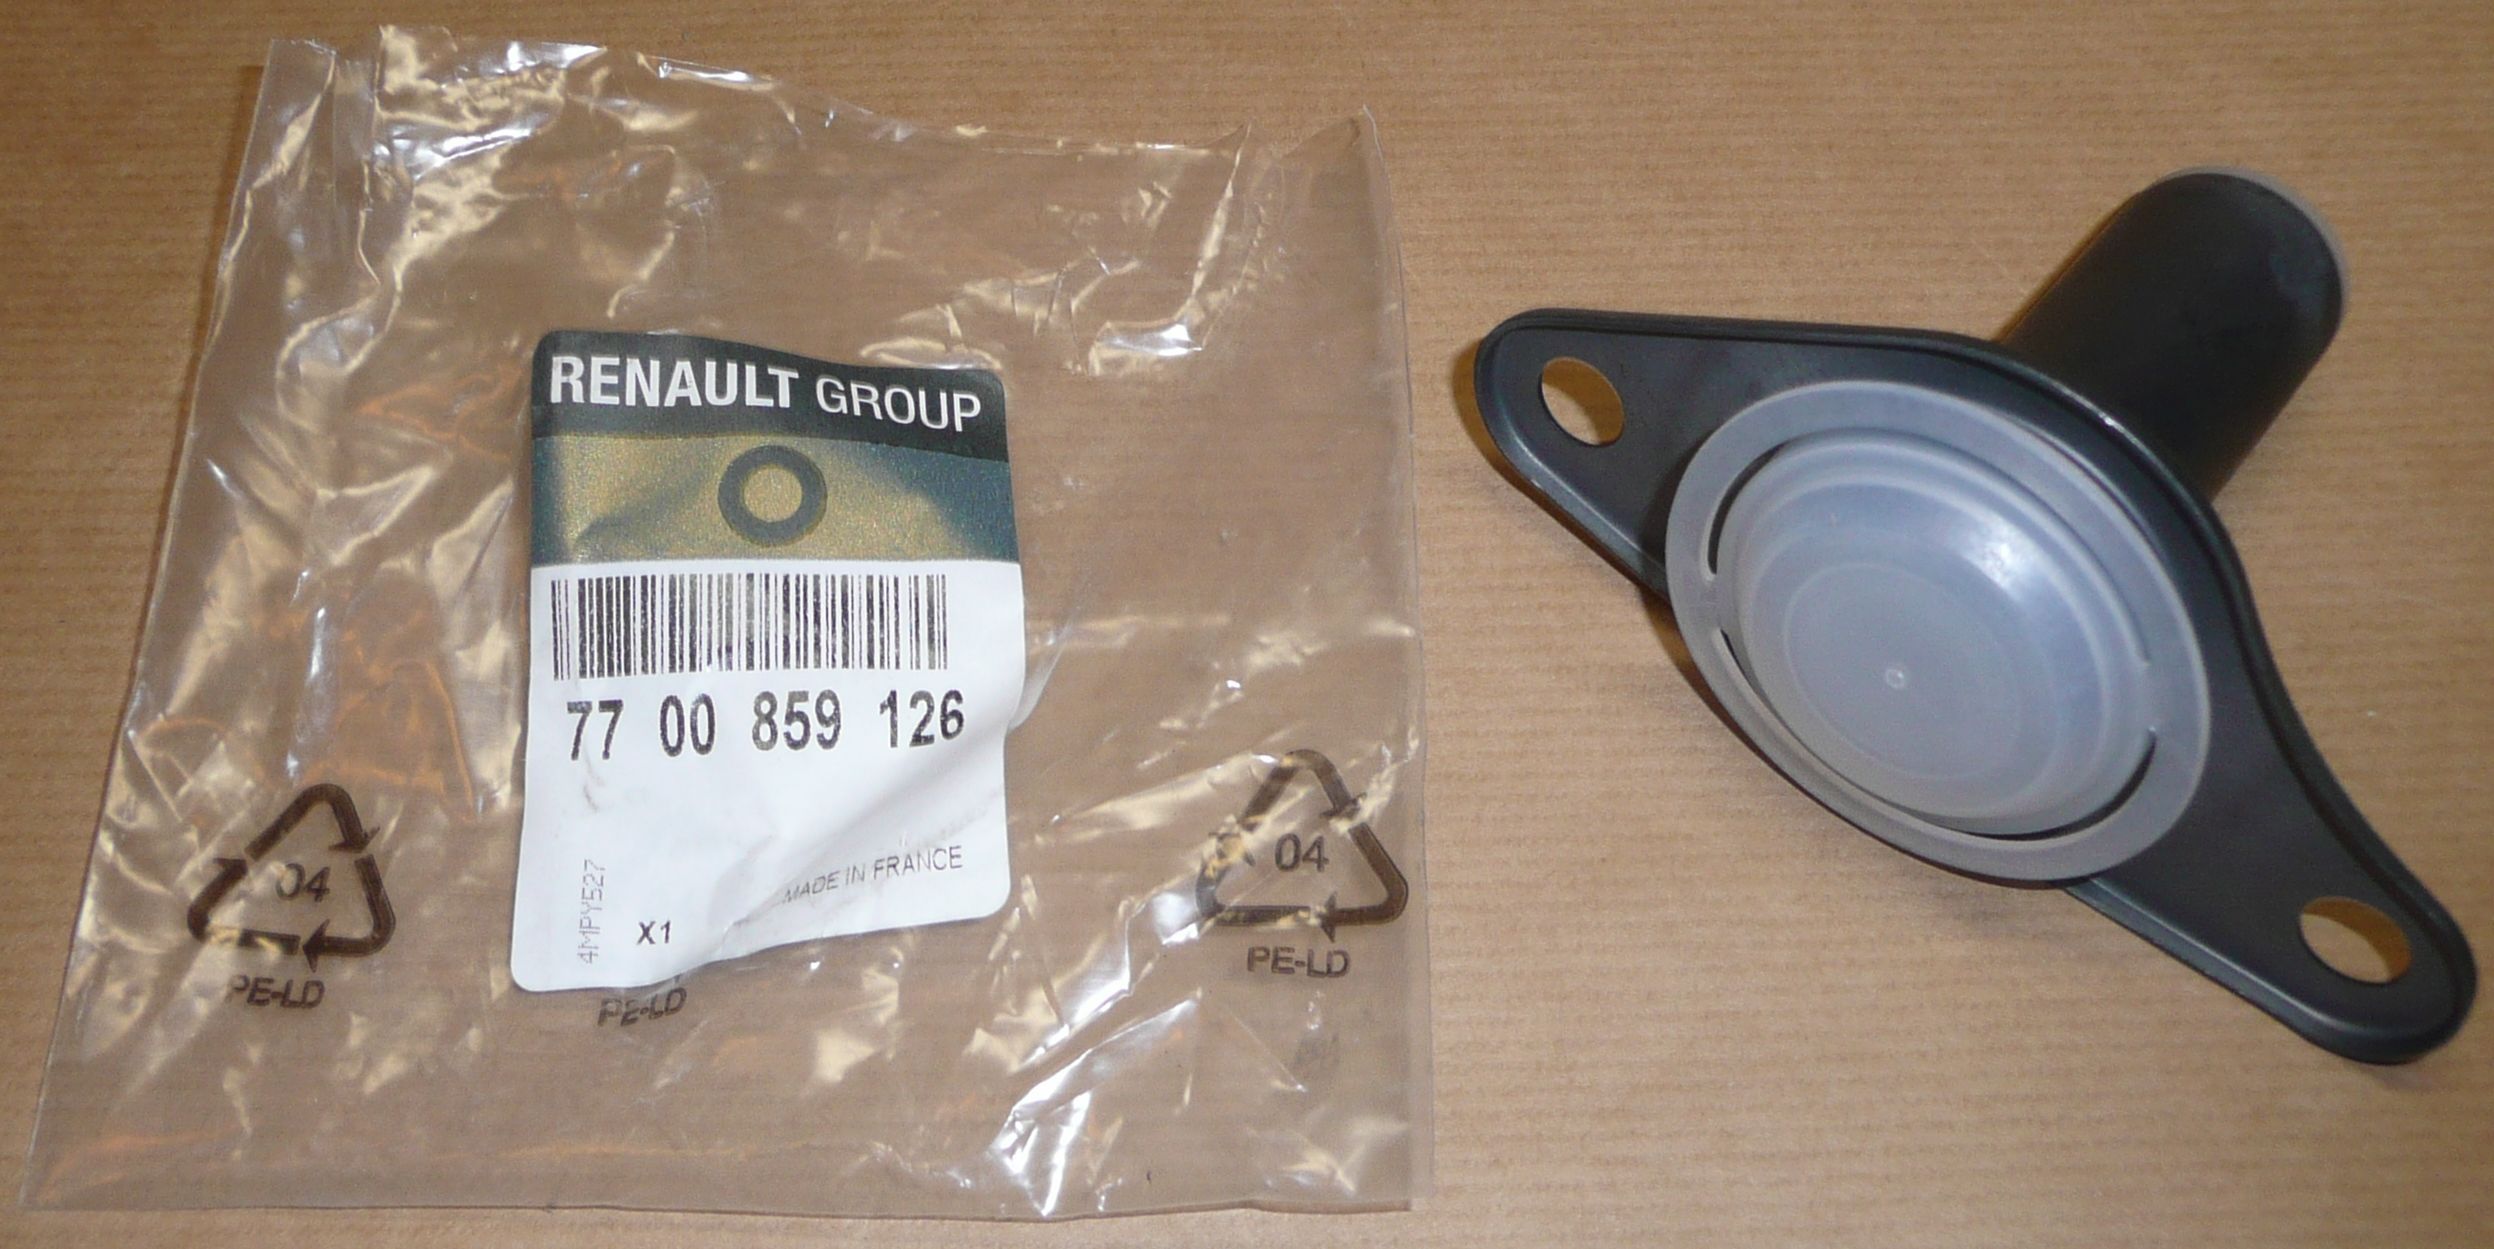 RENAULT GROUP
77 00 859 126
4MPY527
X1
MADE IN FRANCE
04
PE-LD
PE-LD
04
PE-LD